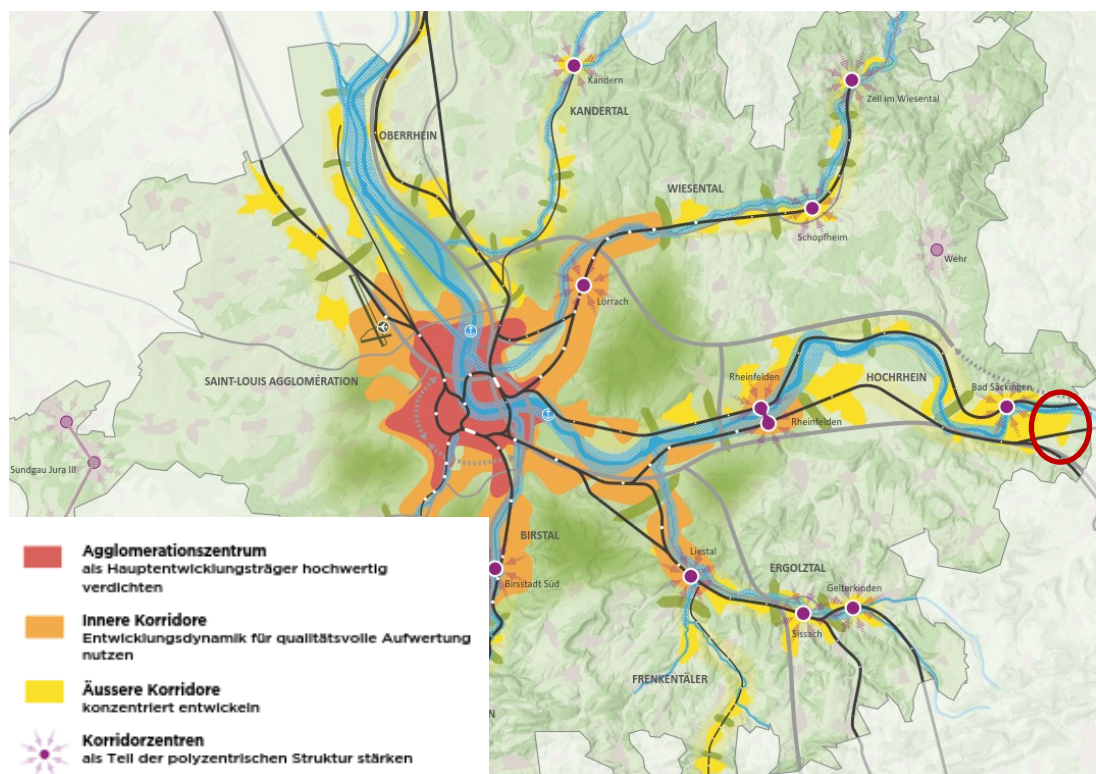 Kandern
KANDERTAL
Zell im Wiesental
OBERRHEIN
WIESENTAL
Schopfheim
Wehr
Lörrach
SAINT-LOUIS AGGLOMÉRATION
Rheinfelden
HOCHRHEIN
Bad Säckingen
Rheinfelden
Sundgau Jura III
BIRSTAL
Liestal
ERGOLZTAL
Birsstadt Süd
Gelterkinden
Sissach
FRENKENTÄLER
N
Agglomerationszentrum
als Hauptentwicklungsträger hochwertig
verdichten
Innere Korridore
Entwicklungsdynamik für qualitätsvolle Aufwertung
nutzen
Äussere Korridore
konzentriert entwickeln
Korridorzentren
als Teil der polyzentrischen Struktur stärken